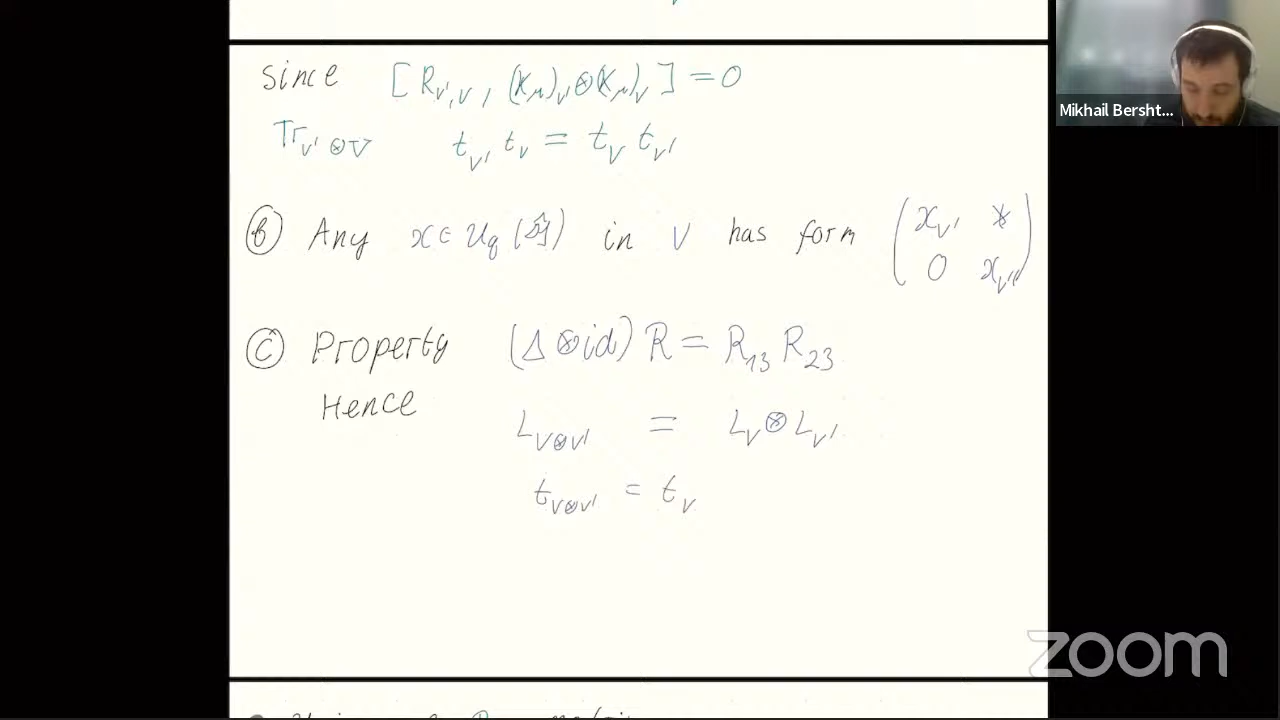 since [R_{V',V}, (K_μ)_{V'}⊗(K_μ)_V] = 0
Tr_{V'⊗V} t_{V'} t_V = t_V t_{V'}
ⓑ Any x ∈ U_q(ĝ) in V has form ( x_{V'} * ; 0 x_{V''} )
ⓒ Property (Δ⊗id) R = R_{13} R_{23}
Hence
L_{V⊗V'} = L_V ⊗ L_{V'}
t_{V⊗V'} = t_V
Mikhail Bersht...
zoom